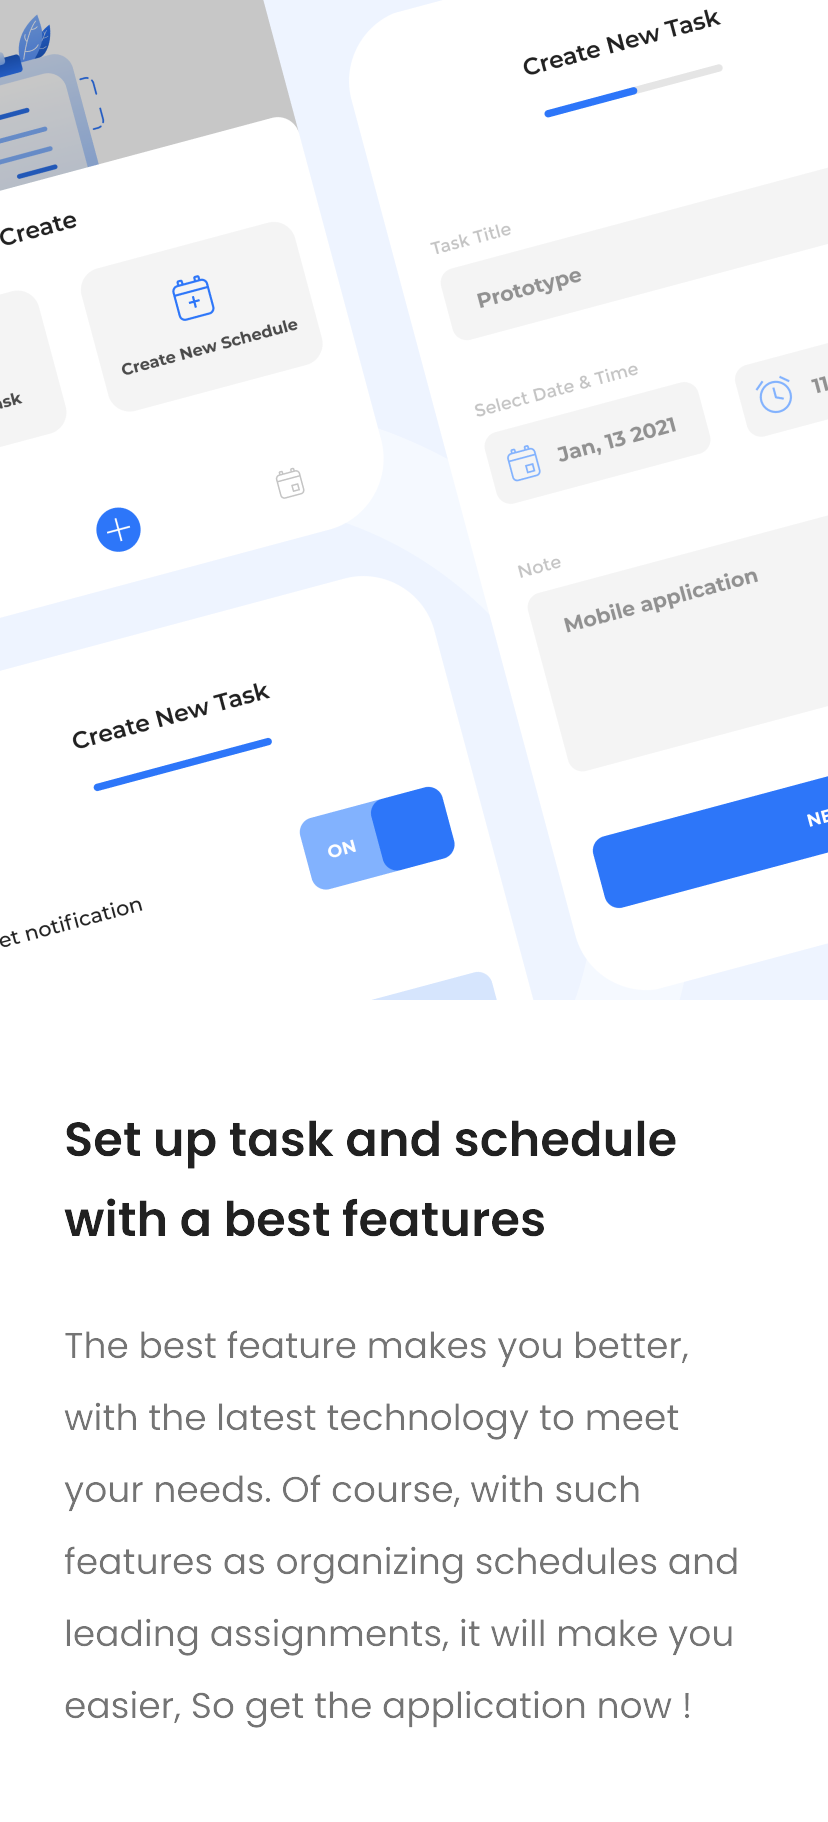 Create New Task
Create
Task Title
Prototype
Create New Schedule
Select Date & Time
Jan, 13 2021
11
Note
Mobile application
Create New Task
ON
notification
Set up task and schedule
with a best features
The best feature makes you better,
with the latest technology to meet
your needs. Of course, with such
features as organizing schedules and
leading assignments, it will make you
easier, So get the application now !